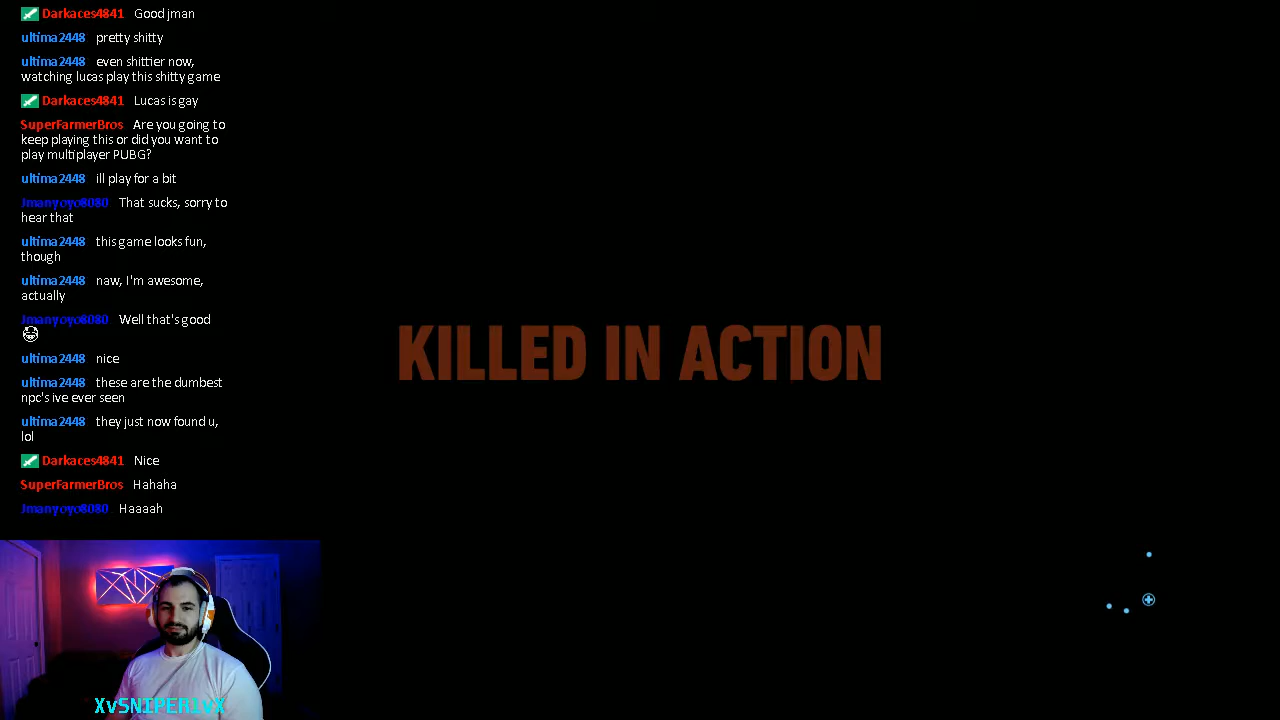 Darkaces4841 Good jman
ultima2448 pretty shitty
ultima2448 even shittier now,
watching lucas play this shitty game
Darkaces4841 Lucas is gay
SuperFarmerBros Are you going to
keep playing this or did you want to
play multiplayer PUBG?
ultima2448 ill play for a bit
Jmanyoyo8080 That sucks, sorry to
hear that
ultima2448 this game looks fun,
though
ultima2448 naw, I'm awesome,
actually
Jmanyoyo8080 Well that's good
ultima2448 nice
ultima2448 these are the dumbest
npc's ive ever seen
ultima2448 they just now found u,
lol
Darkaces4841 Nice
SuperFarmerBros Hahaha
Jmanyoyo8080 Haaaah
KILLED IN ACTION
XvSNIPER1vX